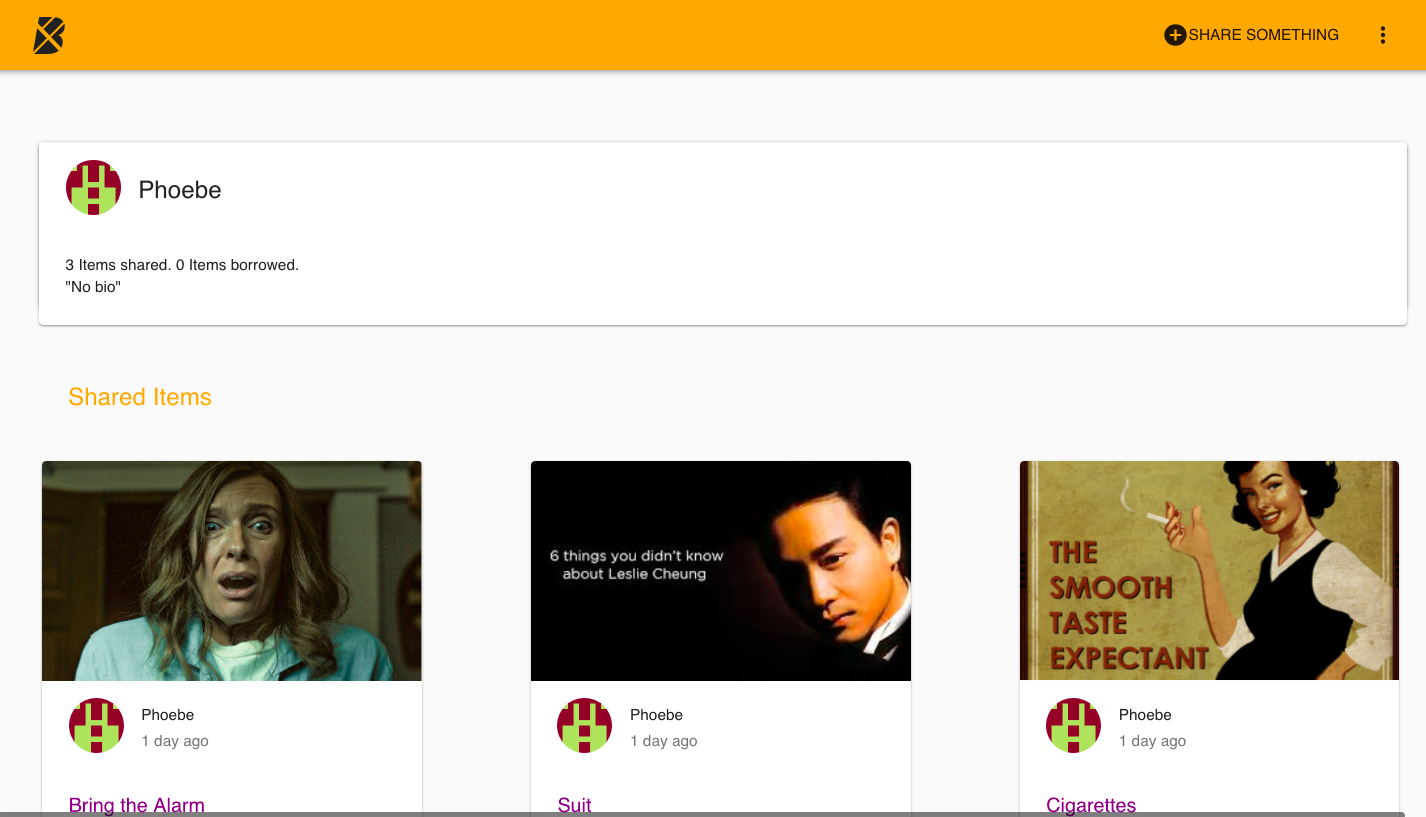 SHARE SOMETHING
Phoebe
3 Items shared. 0 Items borrowed.
"No bio"
Shared Items
6 things you didn't know
about Leslie Cheung
THE
SMOOTH
TASTE
EXPECTANT
Phoebe
1 day ago
Phoebe
1 day ago
Phoebe
1 day ago
Bring the Alarm
Suit
Cigarettes